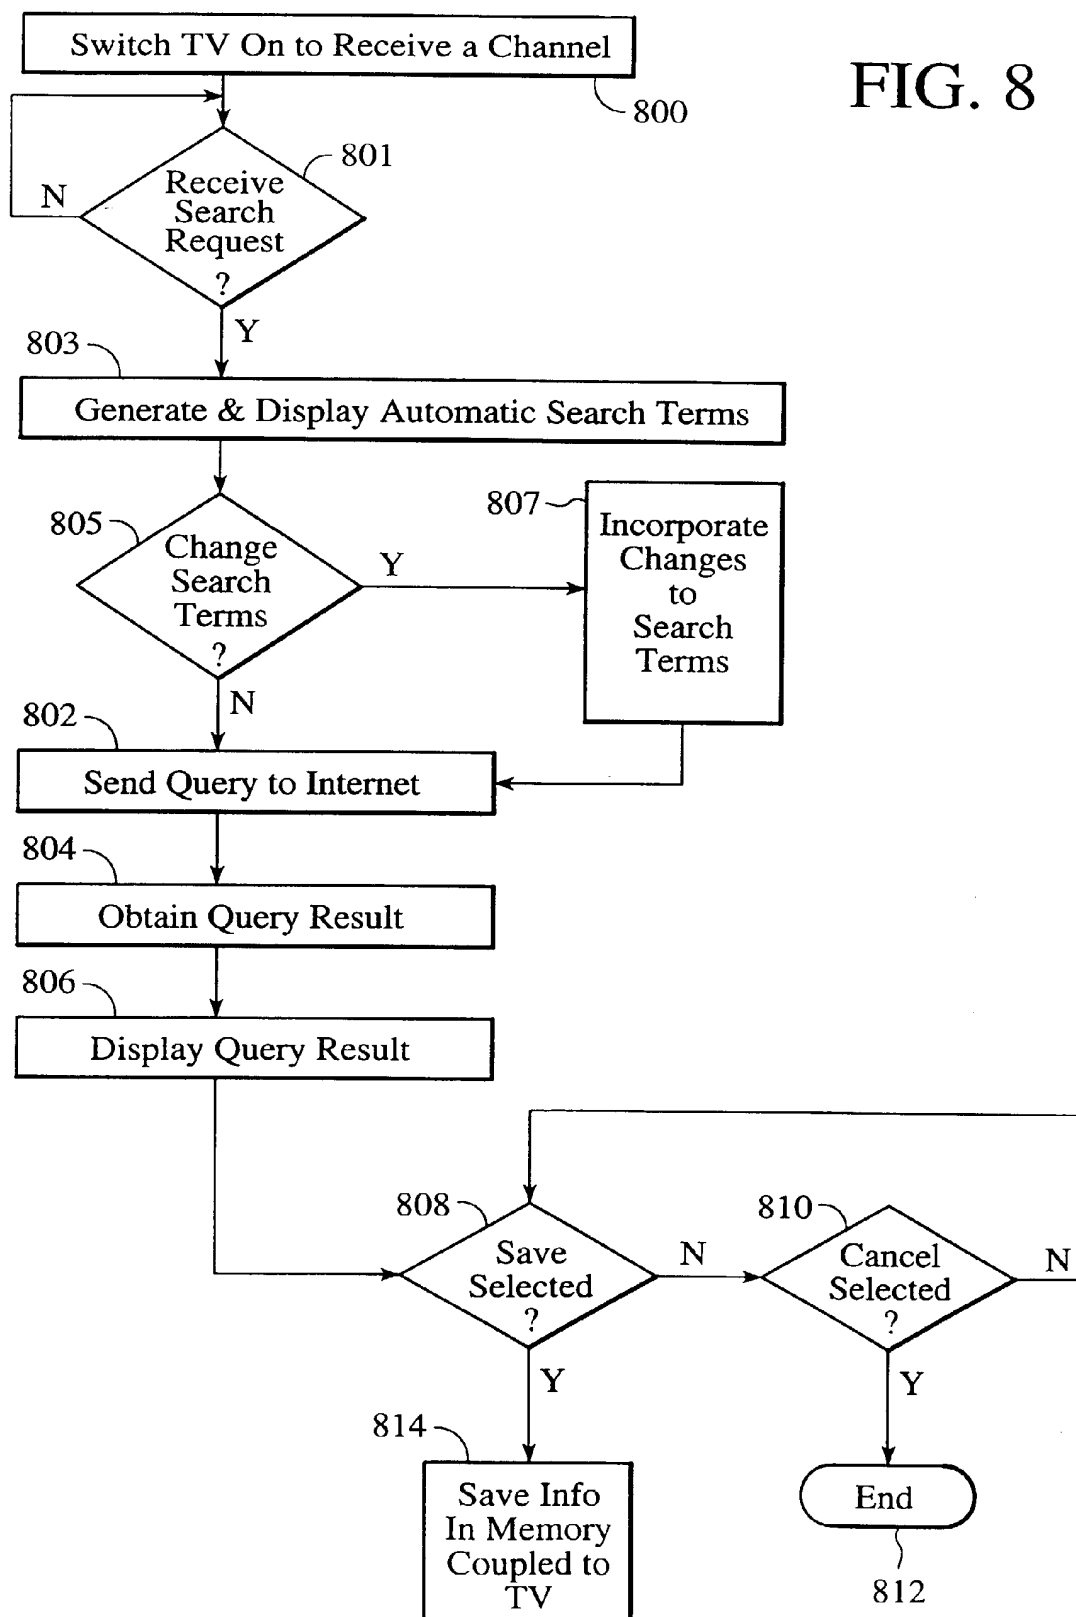 Switch TV On to Receive a Channel
800
FIG. 8
801
Receive
Search
Request
?
N
Y
803
Generate & Display Automatic Search Terms
805
Change
Search
Terms
?
Y
N
807
Incorporate
Changes
to
Search
Terms
802
Send Query to Internet
804
Obtain Query Result
806
Display Query Result
808
Save
Selected
?
N
Y
810
Cancel
Selected
?
N
Y
814
Save Info
In Memory
Coupled to
TV
End
812